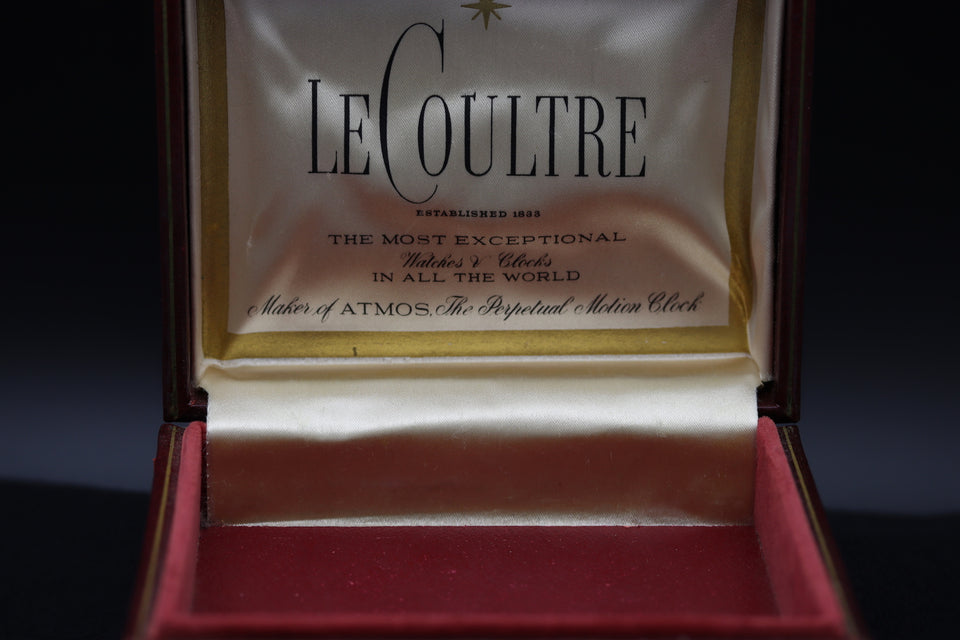 LeCoultre
ESTABLISHED 1833
THE MOST EXCEPTIONAL
Watches & Clocks
IN ALL THE WORLD
Maker of ATMOS, The Perpetual Motion Clock